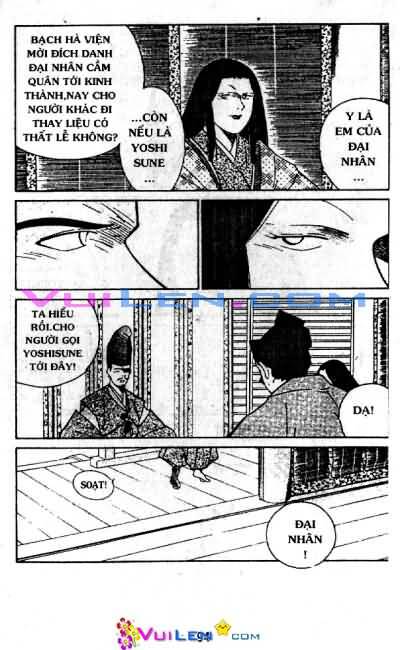 BẠCH HÀ VIỆN
MỜI ĐÍCH DANH
ĐẠI NHÂN CẦM
QUÂN TỚI KINH
THÀNH,NAY CHO
NGƯỜI KHÁC ĐI
THAY LIỆU CÓ
THẤT LỄ KHÔNG?
...CÒN
NẾU LÀ
YOSHI
SUNE
...
Y LÀ
EM CỦA
ĐẠI
NHÂN
...
VUILEN.COM
TA HIỂU
RỒI.CHO
NGƯỜI GỌI
YOSHISUNE
TỚI ĐÂY!
DẠ!
SOẠT!
ĐẠI
NHÂN
!
VUILEN.COM